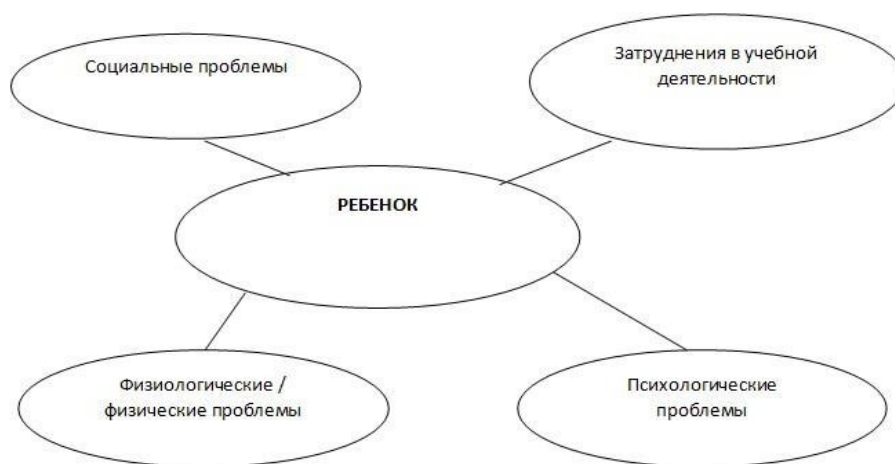 Социальные проблемы
Затруднения в учебной
деятельности
РЕБЕНОК
Физиологические /
физические проблемы
Психологические
проблемы